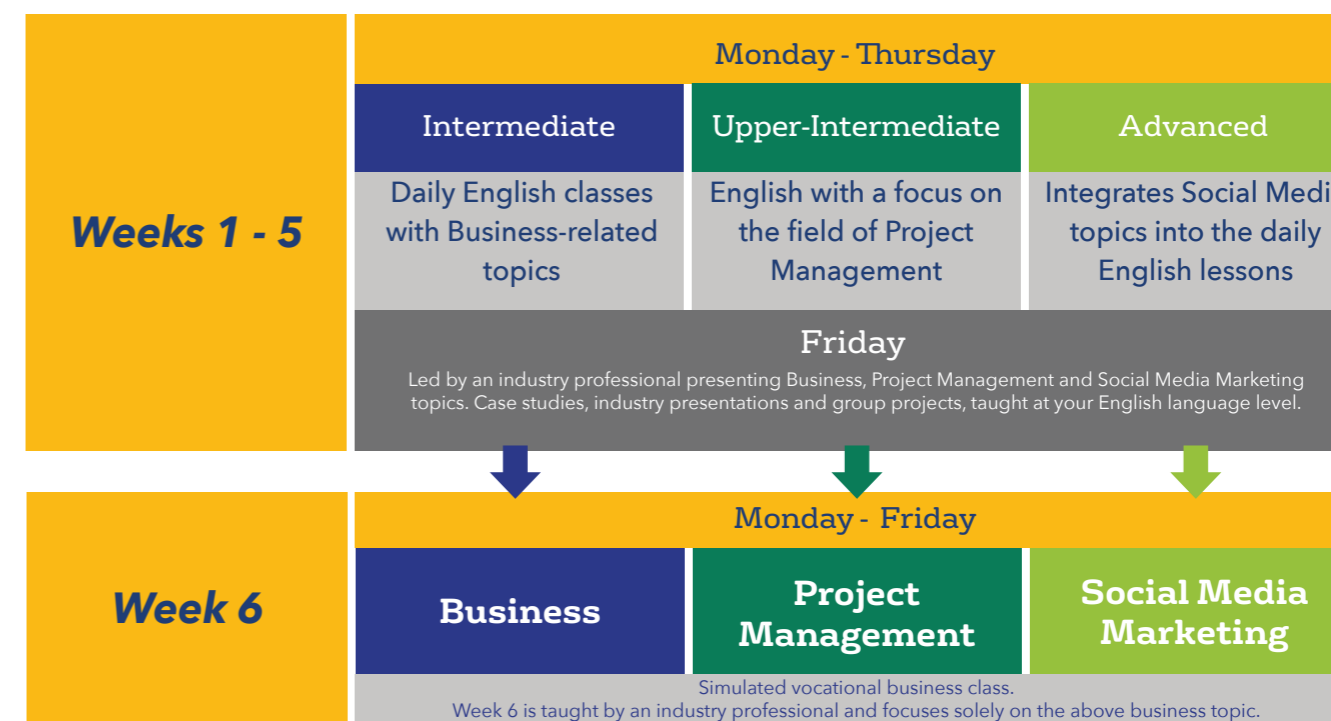 Monday - Thursday
Intermediate
Upper-Intermediate
Advanced
Weeks 1 - 5
Daily English classes
with Business-related
topics
English with a focus on
the field of Project
Management
Integrates Social Medi
topics into the daily
English lessons
Friday
Led by an industry professional presenting Business, Project Management and Social Media Marketing
topics. Case studies, industry presentations and group projects, taught at your English language level.
Monday - Friday
Week 6
Business
Project
Management
Social Media
Marketing
Simulated vocational business class.
Week 6 is taught by an industry professional and focuses solely on the above business topic.